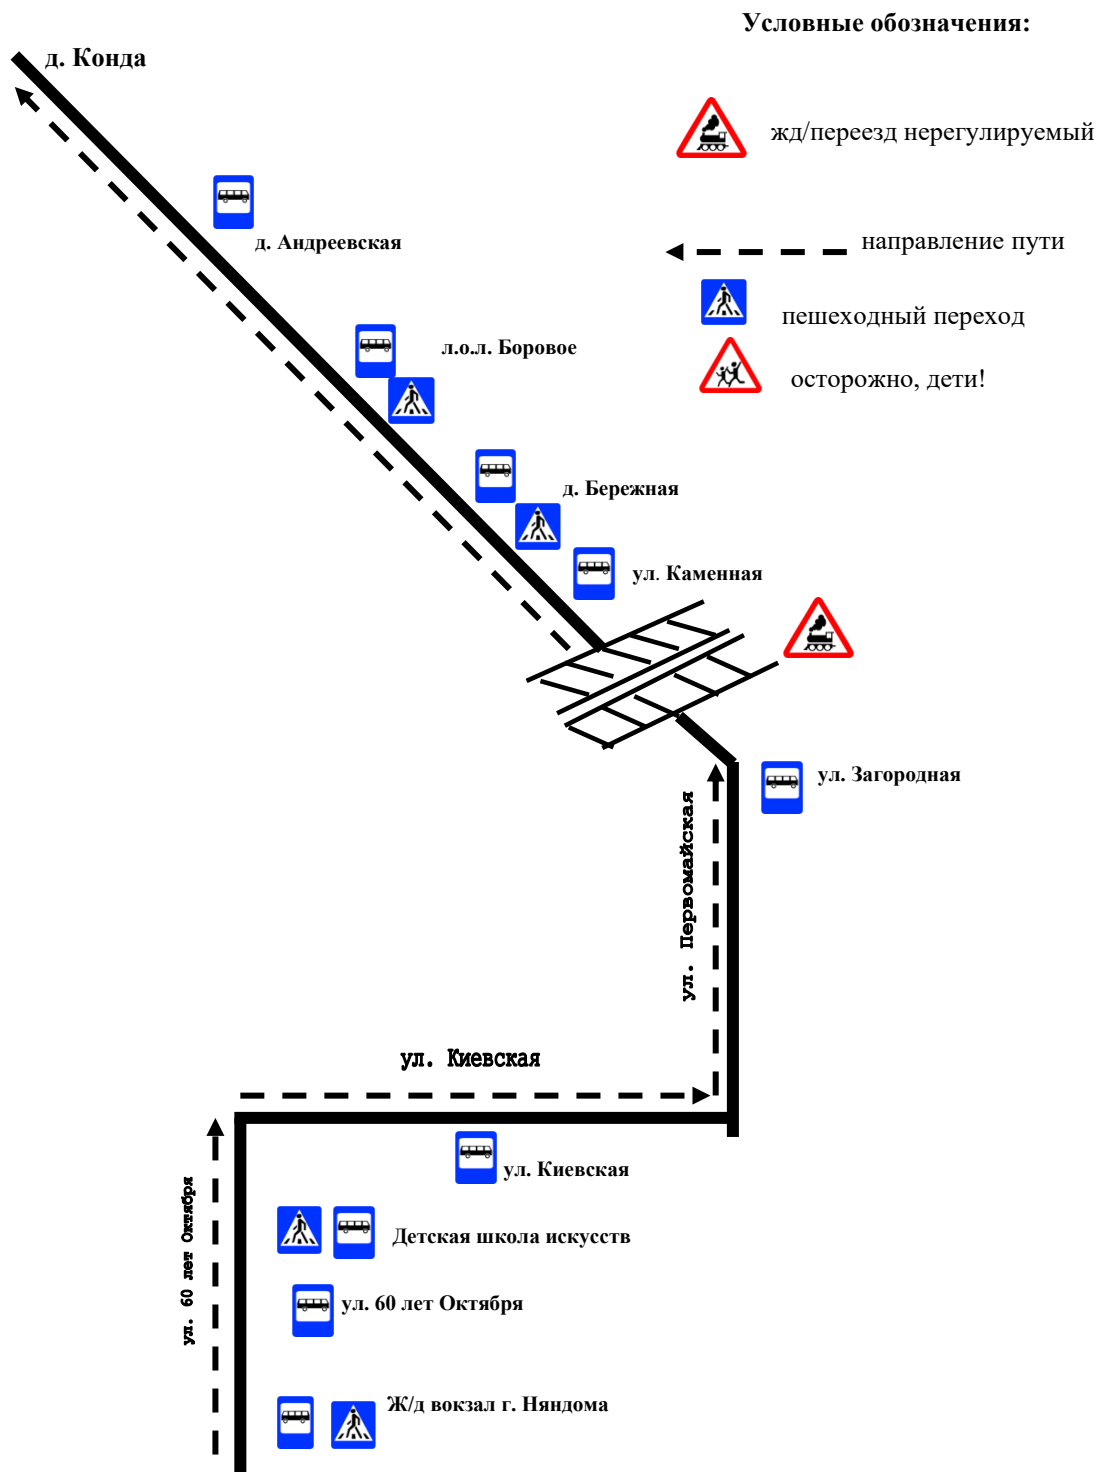 Условные обозначения:
д. Конда
жд/переезд нерегулируемый
д. Андреевская
направление пути
пешеходный переход
л.о.л. Боровое
осторожно, дети!
д. Бережная
ул. Каменная
ул. Загородная
ул. Первомайская
ул. Киевская
ул. Киевская
ул. 60 лет Октября
Детская школа искусств
ул. 60 лет Октября
Ж/д вокзал г. Няндома